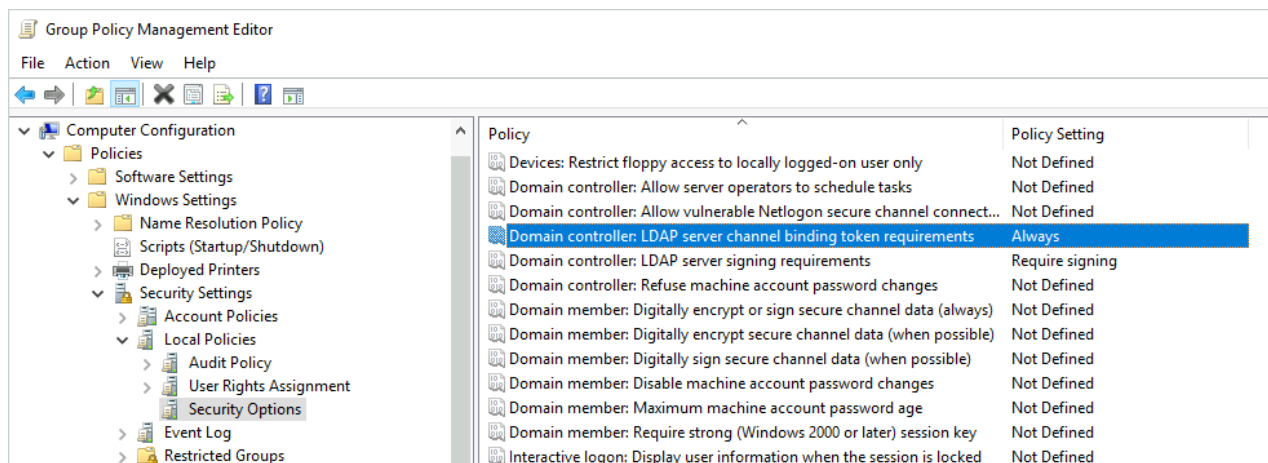 Group Policy Management Editor
File Action View Help
Computer Configuration
Policies
Software Settings
Windows Settings
Name Resolution Policy
Scripts (Startup/Shutdown)
Deployed Printers
Security Settings
Account Policies
Local Policies
Audit Policy
User Rights Assignment
Security Options
Event Log
Restricted Groups
Policy Policy Setting
Devices: Restrict floppy access to locally logged-on user only Not Defined
Domain controller: Allow server operators to schedule tasks Not Defined
Domain controller: Allow vulnerable Netlogon secure channel connect... Not Defined
Domain controller: LDAP server channel binding token requirements Always
Domain controller: LDAP server signing requirements Require signing
Domain controller: Refuse machine account password changes Not Defined
Domain member: Digitally encrypt or sign secure channel data (always) Not Defined
Domain member: Digitally encrypt secure channel data (when possible) Not Defined
Domain member: Digitally sign secure channel data (when possible) Not Defined
Domain member: Disable machine account password changes Not Defined
Domain member: Maximum machine account password age Not Defined
Domain member: Require strong (Windows 2000 or later) session key Not Defined
Interactive logon: Display user information when the session is locked Not Defined